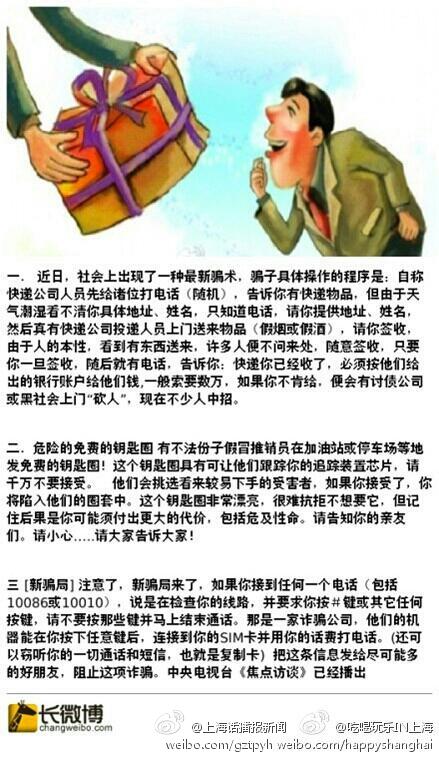 一． 近日，社会上出现了一种最新骗术，骗子具体操作的程序是：自称
快递公司人员先给诸位打电话（随机），告诉你有快递物品，但由于天
气潮湿看不清你具体地址、姓名，只知道电话，请你提供地址、姓名，
然后真有快递公司投递人员上门送来物品（假烟或假酒），请你签收，
由于人的本性，看到有东西送来，许多人便不问来处，随意签收，只要
你一旦签收，随后就有电话，告诉你：快递你已经收了，必须按他们给
出的银行账户给他们钱,一般索要数万，如果你不肯给，便会有讨债公司
或黑社会上门“砍人”，现在不少人中招。
二．危险的免费的钥匙圈 有不法份子假冒推销员在加油站或停车场等地
发免费的钥匙圈！这个钥匙圈具有可让他们跟踪你的追踪装置芯片，请
千万不要接受。 他们会挑选看来较易下手的受害者，如果你接受了，你
将陷入他们的图套中。这个钥匙圈非常漂亮，很难抗拒不想要它，但记
住后果是你可能须付出更大的代价，包括危及性命。请告知你的亲友
们。请小心.....请大家告诉大家！
三 [新骗局] 注意了，新骗局来了，如果你接到任何一个电话（包括
10086或10010），说是在检查你的线路，并要求你按＃键或其它任何
按键，请不要按那些键并马上结束通话。那是一家诈骗公司，他们的机
器能在你按下任意键后，连接到你的SIM卡并用你的话费打电话。(还可
以窃听你的一切通话和短信，也就是复制卡）把这条信息发给尽可能多
的好朋友，阻止这项诈骗。中央电视台《焦点访谈》已经播出
长微博
changweibo.com
@上海话播报新闻 @吃喝玩乐IN上海
weibo.com/gztpyh weibo.com/happyshanghai